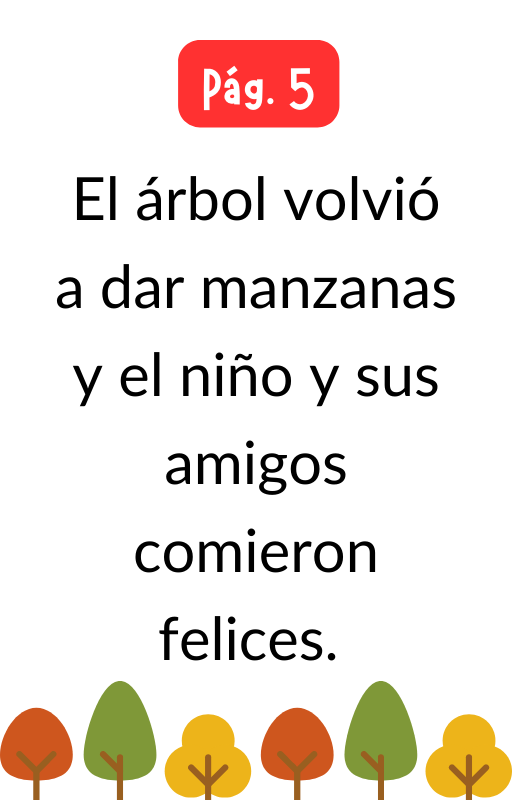 Pág. 5
El árbol volvió
a dar manzanas
y el niño y sus
amigos
comieron
felices.